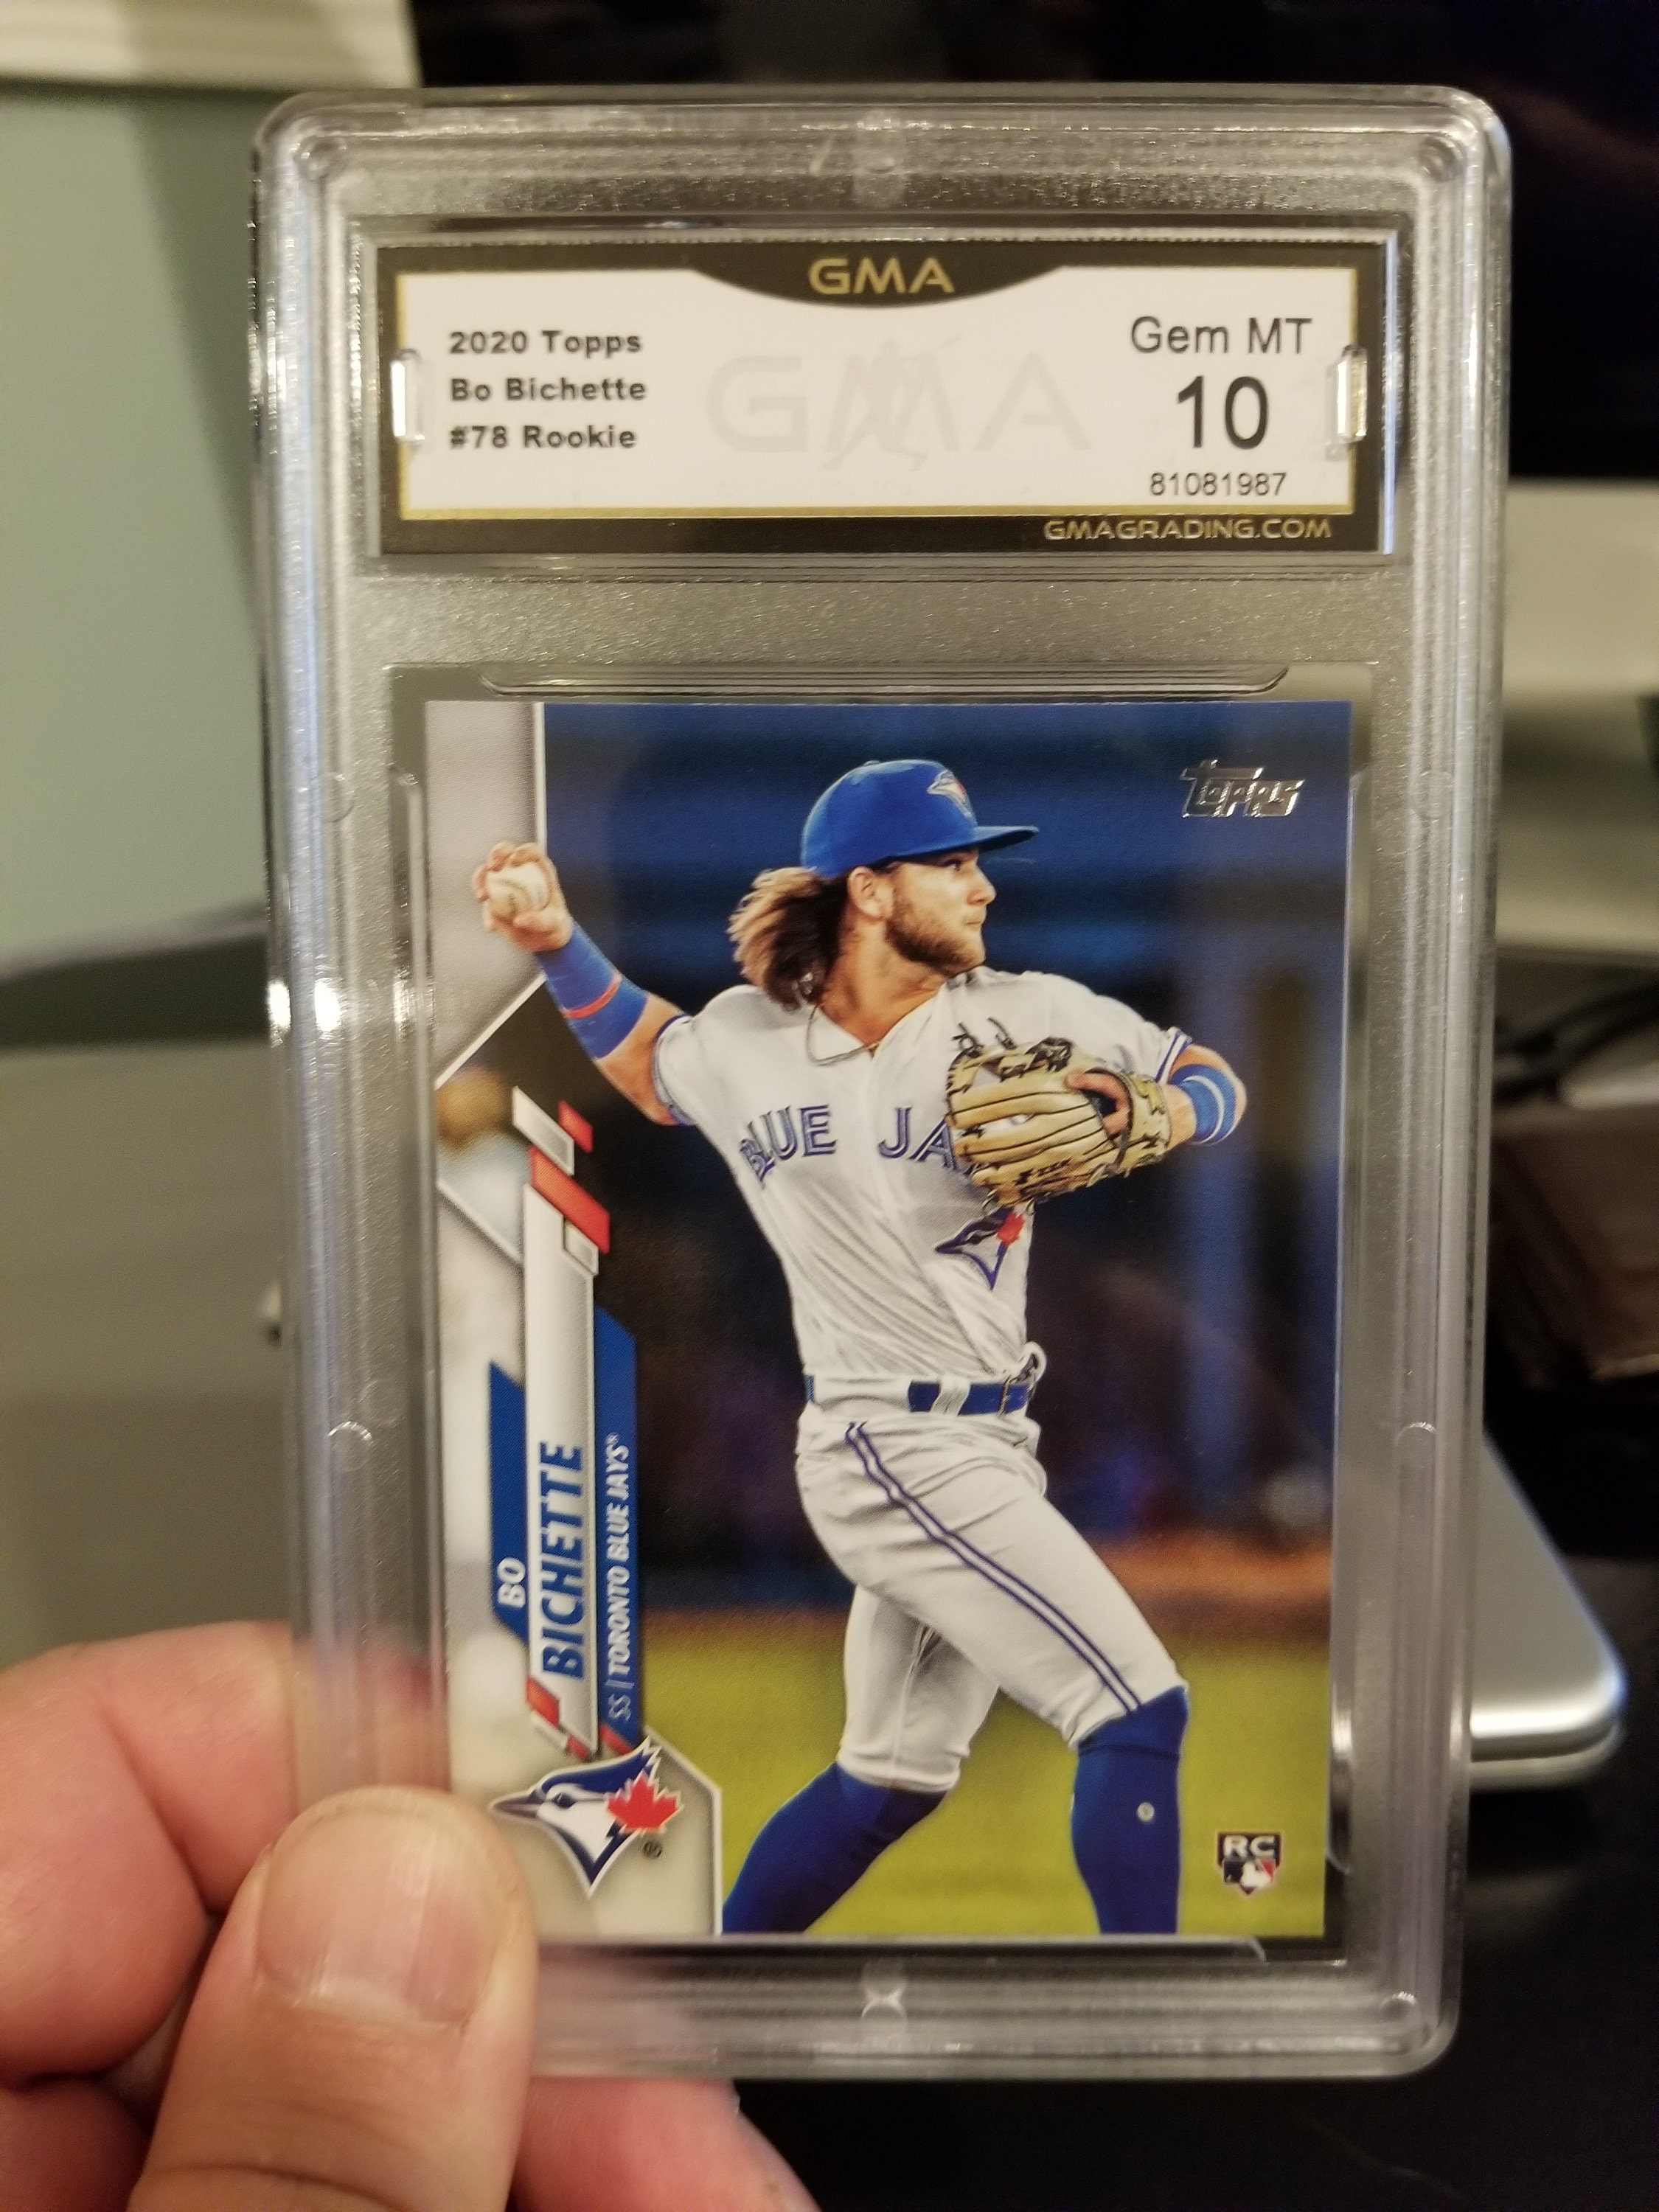 GMA
2020 Topps
Bo Bichette
#78 Rookie
GMA
Gem MT
10
81081987
GMAGRADING.COM
TOPPS
BLUE JA
BO
BICHETTE
SS | TORONTO BLUE JAYS®
®
RC